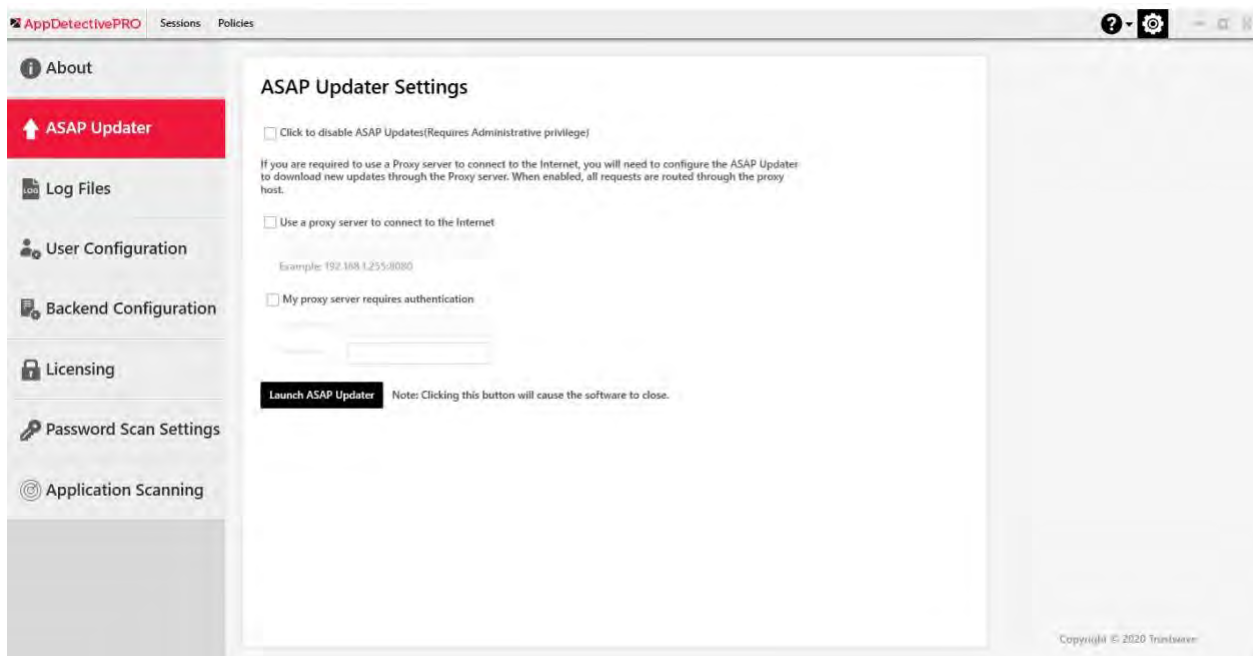 AppDetectivePRO Sessions Policies
About
ASAP Updater
Log Files
LOG
User Configuration
Backend Configuration
Licensing
Password Scan Settings
Application Scanning
ASAP Updater Settings
Click to disable ASAP Updates(Requires Administrative privilege)
If you are required to use a Proxy server to connect to the Internet, you will need to configure the ASAP Updater
to download new updates through the Proxy server. When enabled, all requests are routed through the proxy
host.
Use a proxy server to connect to the Internet
Example: 192.168.1.255:8080
My proxy server requires authentication
Launch ASAP Updater Note: Clicking this button will cause the software to close.
Copyright © 2020 Trustwave